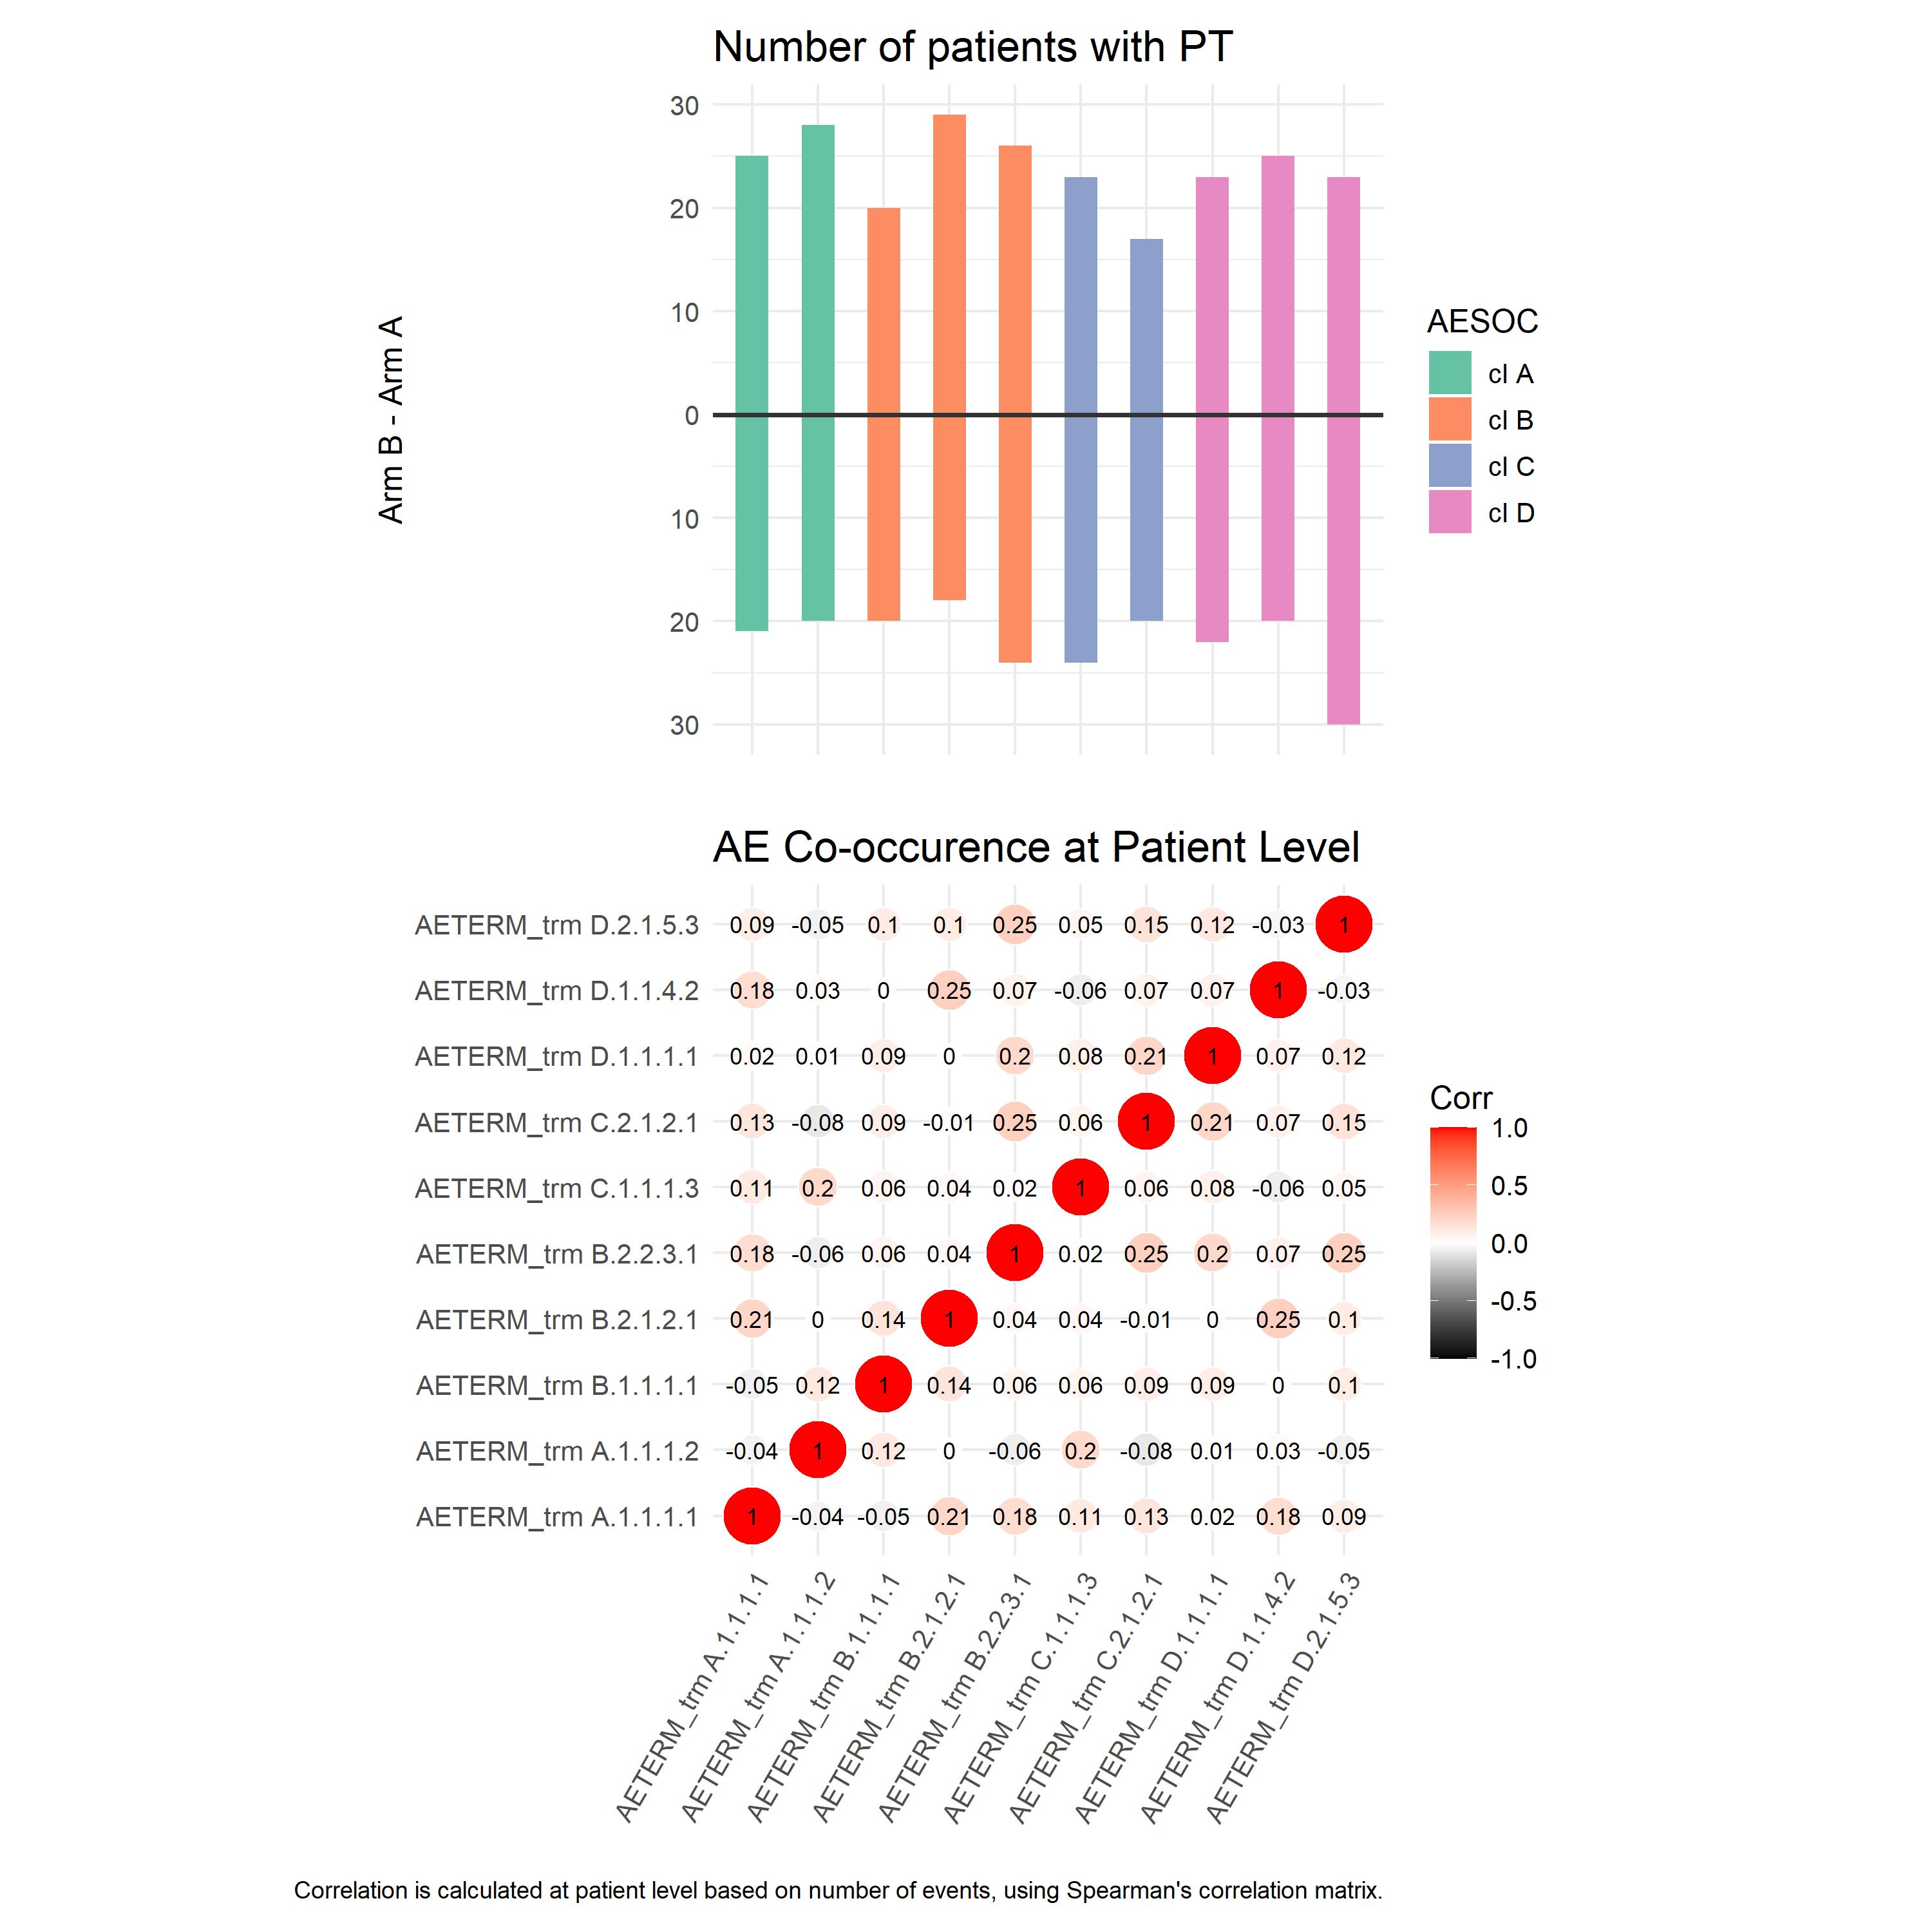 Number of patients with PT
30
20
10
0
10
20
30
Arm B - Arm A
AESOC
cl A
cl B
cl C
cl D
AE Co-occurence at Patient Level
AETERM_trm D.2.1.5.3 0.09 -0.05 0.1 0.1 0.25 0.05 0.15 0.12 -0.03 1
AETERM_trm D.1.1.4.2 0.18 0.03 0 0.25 0.07 -0.06 0.07 0.07 1 -0.03
AETERM_trm D.1.1.1.1 0.02 0.01 0.09 0 0.2 0.08 0.21 1 0.07 0.12
AETERM_trm C.2.1.2.1 0.13 -0.08 0.09 -0.01 0.25 0.06 1 0.21 0.07 0.15
AETERM_trm C.1.1.1.3 0.11 0.2 0.06 0.04 0.02 1 0.06 0.08 -0.06 0.05
AETERM_trm B.2.2.3.1 0.18 -0.06 0.06 0.04 1 0.02 0.25 0.2 0.07 0.25
AETERM_trm B.2.1.2.1 0.21 0 0.14 1 0.04 0.04 -0.01 0 0.25 0.1
AETERM_trm B.1.1.1.1 -0.05 0.12 1 0.14 0.06 0.06 0.09 0.09 0 0.1
AETERM_trm A.1.1.1.2 -0.04 1 0.12 0 -0.06 0.2 -0.08 0.01 0.03 -0.05
AETERM_trm A.1.1.1.1 1 -0.04 -0.05 0.21 0.18 0.11 0.13 0.02 0.18 0.09
AETERM_trm A.1.1.1.1
AETERM_trm A.1.1.1.2
AETERM_trm B.1.1.1.1
AETERM_trm B.2.1.2.1
AETERM_trm B.2.2.3.1
AETERM_trm C.1.1.1.3
AETERM_trm C.2.1.2.1
AETERM_trm D.1.1.1.1
AETERM_trm D.1.1.4.2
AETERM_trm D.2.1.5.3
Corr
1.0
0.5
0.0
-0.5
-1.0
Correlation is calculated at patient level based on number of events, using Spearman's correlation matrix.